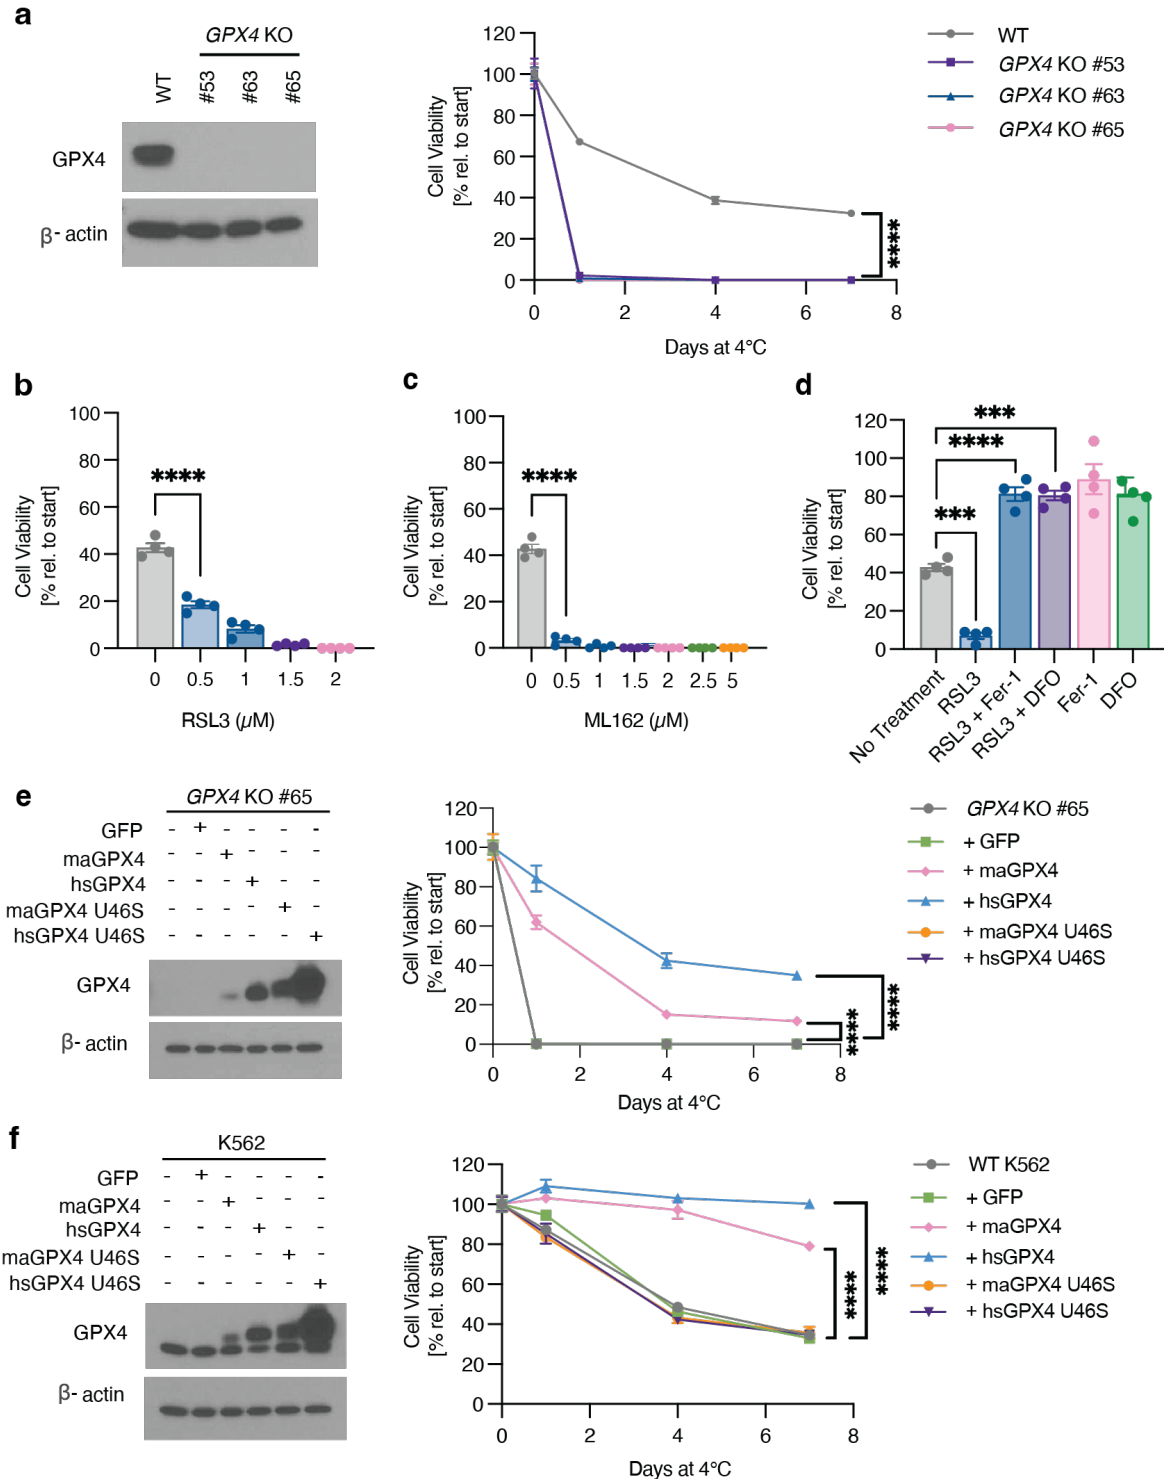 a
GPX4 KO
WT
#53
#63
#65
GPX4
β- actin
Cell Viability
[% rel. to start]
120
100
80
60
40
20
0
0 2 4 6 8
Days at 4°C
****
WT
GPX4 KO #53
GPX4 KO #63
GPX4 KO #65
b
Cell Viability
[% rel. to start]
100
80
60
40
20
0
****
0 0.5 1 1.5 2
RSL3 (µM)
c
Cell Viability
[% rel. to start]
100
80
60
40
20
0
****
0 0.5 1 1.5 2 2.5 5
ML162 (µM)
d
Cell Viability
[% rel. to start]
120
100
80
60
40
20
0
***
****
***
No Treatment
RSL3
RSL3 + Fer-1
RSL3 + DFO
Fer-1
DFO
e
GPX4 KO #65
GFP - + - - - -
maGPX4 - - + - - -
hsGPX4 - - - + - -
maGPX4 U46S - - - - + -
hsGPX4 U46S - - - - - +
GPX4
β- actin
Cell Viability
[% rel. to start]
120
100
80
60
40
20
0
0 2 4 6 8
Days at 4°C
****
****
GPX4 KO #65
+ GFP
+ maGPX4
+ hsGPX4
+ maGPX4 U46S
+ hsGPX4 U46S
f
K562
GFP - + - - - -
maGPX4 - - + - - -
hsGPX4 - - - + - -
maGPX4 U46S - - - - + -
hsGPX4 U46S - - - - - +
GPX4
β- actin
Cell Viability
[% rel. to start]
120
100
80
60
40
20
0
0 2 4 6 8
Days at 4°C
****
****
WT K562
+ GFP
+ maGPX4
+ hsGPX4
+ maGPX4 U46S
+ hsGPX4 U46S